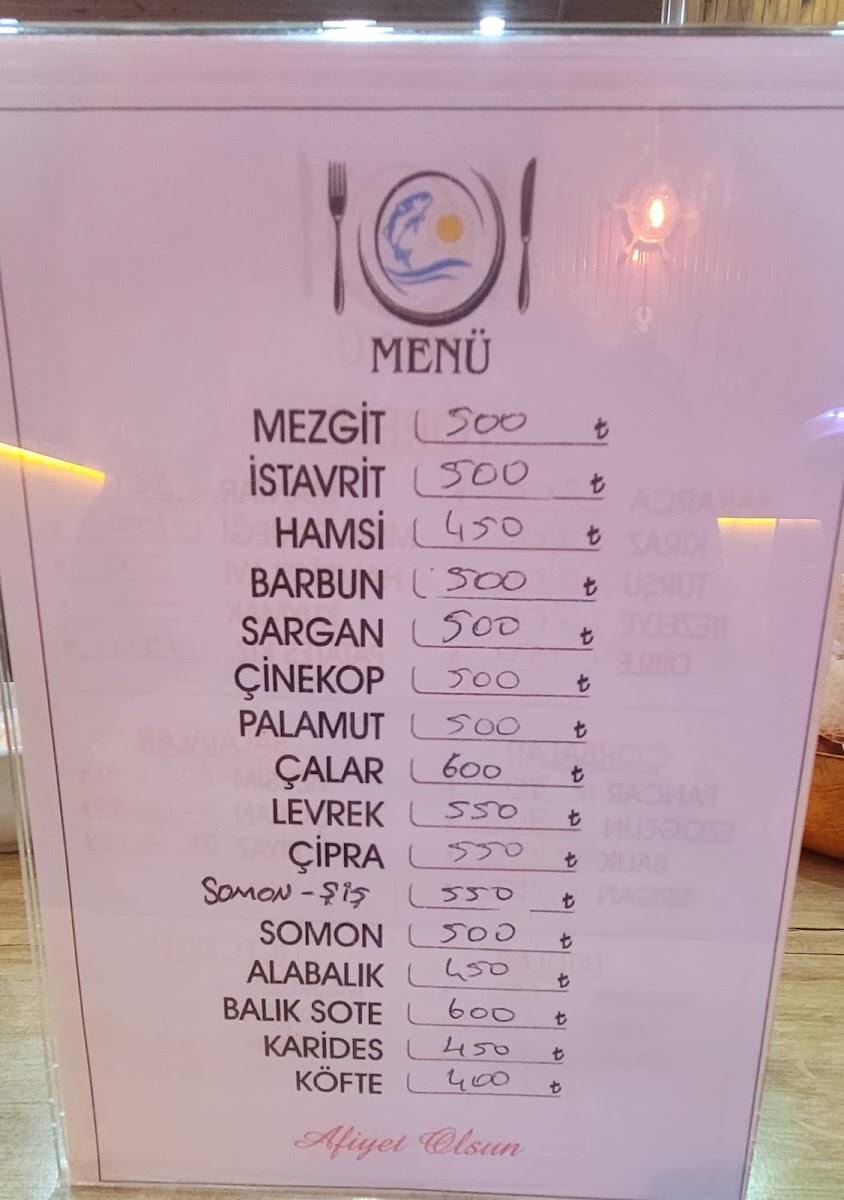 MENÜ
MEZGİT 500 ₺
İSTAVRİT 500 ₺
HAMSİ 450 ₺
BARBUN 500 ₺
SARGAN 500 ₺
ÇİNEKOP 500 ₺
PALAMUT 500 ₺
ÇALAR 600 ₺
LEVREK 550 ₺
ÇİPRA 550 ₺
SOMON - ŞİŞ 550 ₺
SOMON 500 ₺
ALABALIK 450 ₺
BALIK SOTE 600 ₺
KARİDES 450 ₺
KÖFTE 400 ₺
Afiyet Olsun